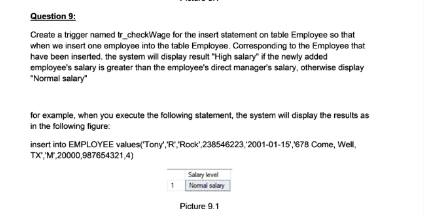 Question 9:
Create a trigger named tr_checkWage for the insert statement on table Employee so that
when we insert one employee into the table Employee. Corresponding to the Employee that
have been inserted, the system will display result "High salary" if the newly added
employee's salary is greater than the employee's direct manager's salary, otherwise display
"Normal salary"
for example, when you execute the following statement, the system will display the results as
in the following figure:
insert into EMPLOYEE values('Tony','R','Rock',238546223,'2001-01-15','678 Come, Well,
TX','M',20000,987654321,4)
Salary level
1 Normal salary
Picture 9.1